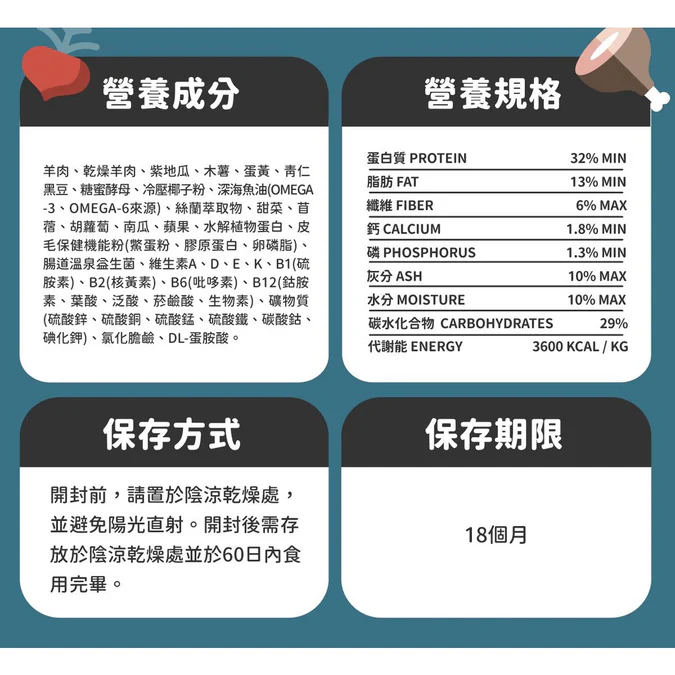 營養成分
羊肉、乾燥羊肉、紫地瓜、木薯、蛋黃、青仁
黑豆、糖蜜酵母、冷壓椰子粉、深海魚油(OMEGA
-3、OMEGA-6來源)、絲蘭萃取物、甜菜、苜
蓿、胡蘿蔔、南瓜、蘋果、水解植物蛋白、皮
毛保健機能粉(鱉蛋粉、膠原蛋白、卵磷脂)、
腸道溫泉益生菌、維生素A、D、E、K、B1(硫
胺素)、B2(核黃素)、B6(吡哆素)、B12(鈷胺
素、葉酸、泛酸、菸鹼酸、生物素)、礦物質
(硫酸鋅、硫酸銅、硫酸錳、硫酸鐵、碳酸鈷、
碘化鉀)、氯化膽鹼、DL-蛋胺酸。
營養規格
蛋白質 PROTEIN 32% MIN
脂肪 FAT 13% MIN
纖維 FIBER 6% MAX
鈣 CALCIUM 1.8% MIN
磷 PHOSPHORUS 1.3% MIN
灰分 ASH 10% MAX
水分 MOISTURE 10% MAX
碳水化合物 CARBOHYDRATES 29%
代謝能 ENERGY 3600 KCAL / KG
保存方式
開封前，請置於陰涼乾燥處，
並避免陽光直射。開封後需存
放於陰涼乾燥處並於60日內食
用完畢。
保存期限
18個月